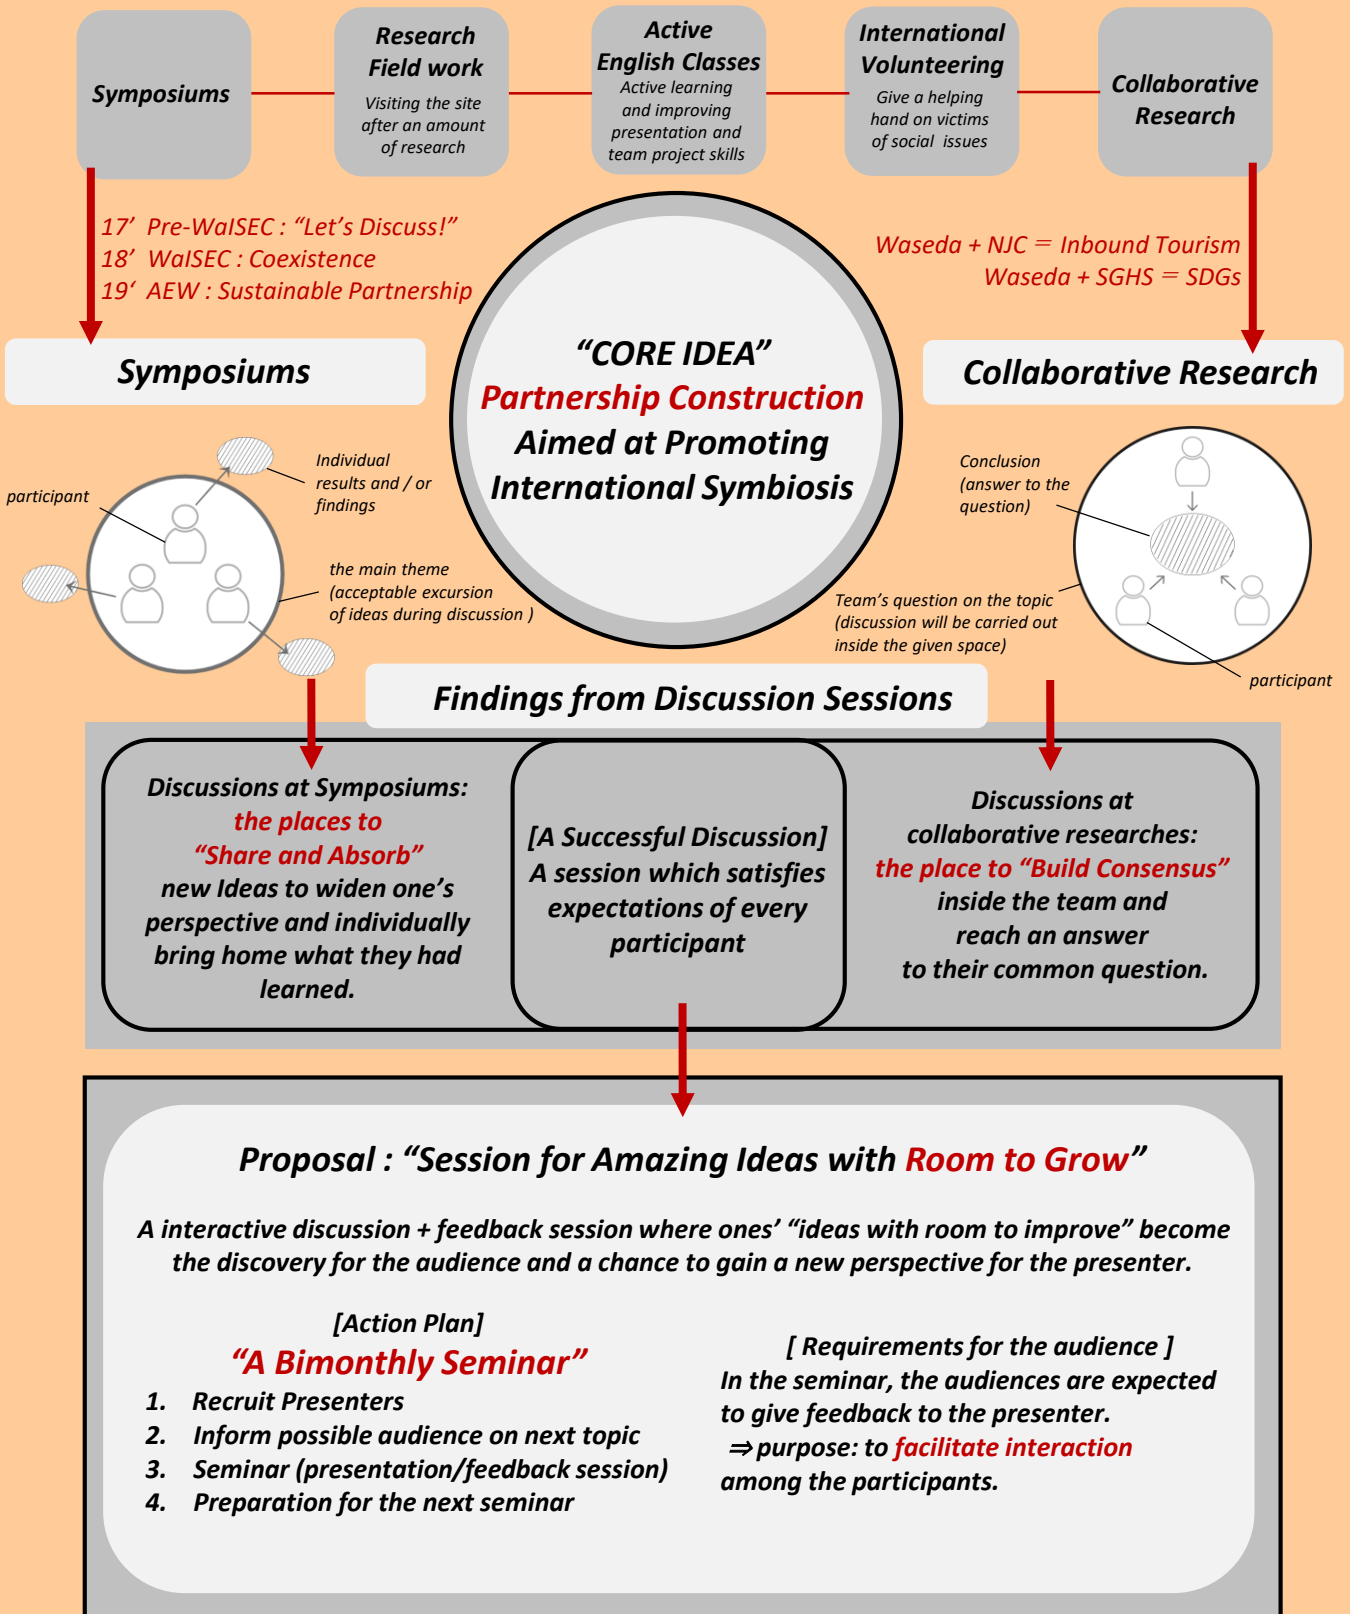 Symposiums
Research
Field work
Visiting the site
after an amount
of research
Active
English Classes
Active learning
and improving
presentation and
team project skills
International
Volunteering
Give a helping
hand on victims
of social issues
Collaborative
Research
17’ Pre-WaISEC : “Let’s Discuss!”
18’ WaISEC : Coexistence
19‘ AEW : Sustainable Partnership
Waseda + NJC = Inbound Tourism
Waseda + SGHS = SDGs
“CORE IDEA”
Partnership Construction
Aimed at Promoting
International Symbiosis
Symposiums
participant
Individual
results and / or
findings
the main theme
(acceptable excursion
of ideas during discussion )
Collaborative Research
Conclusion
(answer to the
question)
Team’s question on the topic
(discussion will be carried out
inside the given space)
participant
Findings from Discussion Sessions
Discussions at Symposiums:
the places to
“Share and Absorb”
new Ideas to widen one’s
perspective and individually
bring home what they had
learned.
[A Successful Discussion]
A session which satisfies
expectations of every
participant
Discussions at
collaborative researches:
the place to “Build Consensus”
inside the team and
reach an answer
to their common question.
Proposal : “Session for Amazing Ideas with Room to Grow”
A interactive discussion + feedback session where ones’ “ideas with room to improve” become
the discovery for the audience and a chance to gain a new perspective for the presenter.
[Action Plan]
“A Bimonthly Seminar”
1. Recruit Presenters
2. Inform possible audience on next topic
3. Seminar (presentation/feedback session)
4. Preparation for the next seminar
[ Requirements for the audience ]
In the seminar, the audiences are expected
to give feedback to the presenter.
⇒ purpose: to facilitate interaction
among the participants.